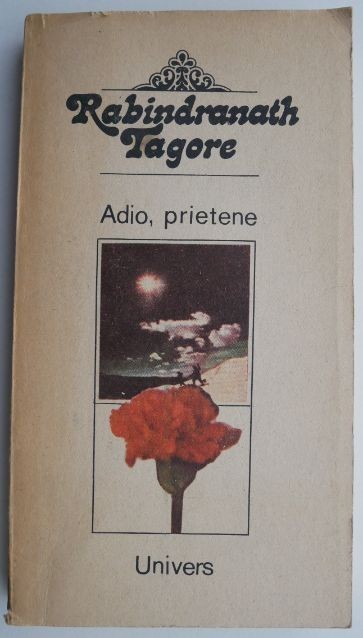 Rabindranath
Tagore
Adio, prietene
Univers